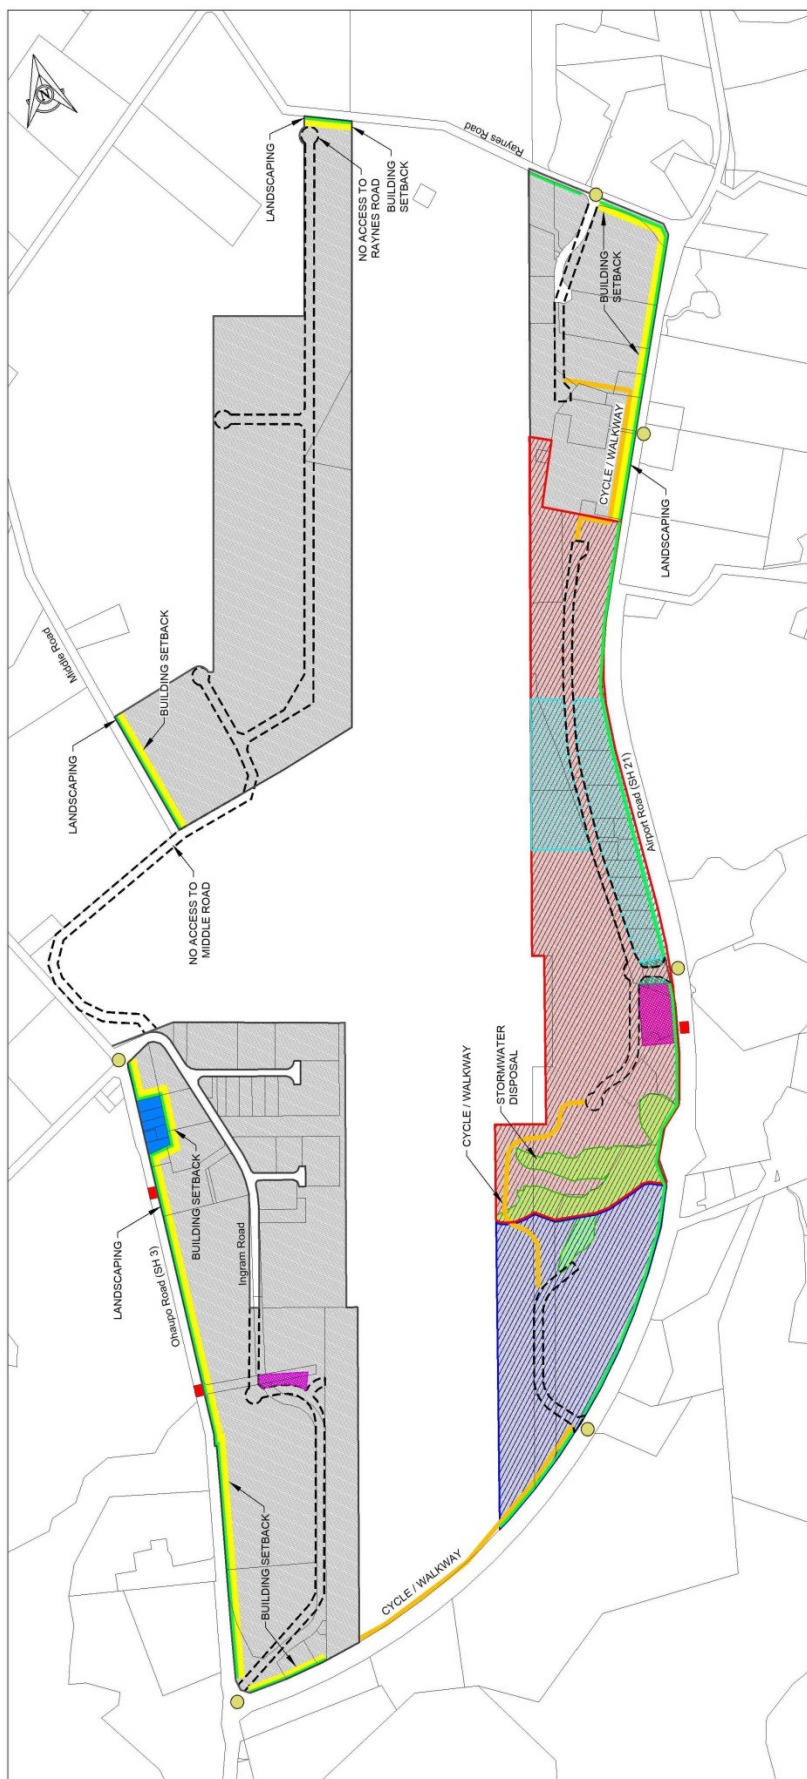 N
LANDSCAPING
NO ACCESS TO
RAYNES ROAD
BUILDING
SETBACK
Raynes Road
BUILDING
SETBACK
CYCLE / WALKWAY
LANDSCAPING
Middle Road
BUILDING SETBACK
LANDSCAPING
NO ACCESS TO
MIDDLE ROAD
Airport Road (SH 21)
CYCLE / WALKWAY
STORMWATER
DISPOSAL
LANDSCAPING
BUILDING SETBACK
Ohaupo Road (SH 3)
Ingram Road
BUILDING SETBACK
BUILDING SETBACK
CYCLE / WALKWAY